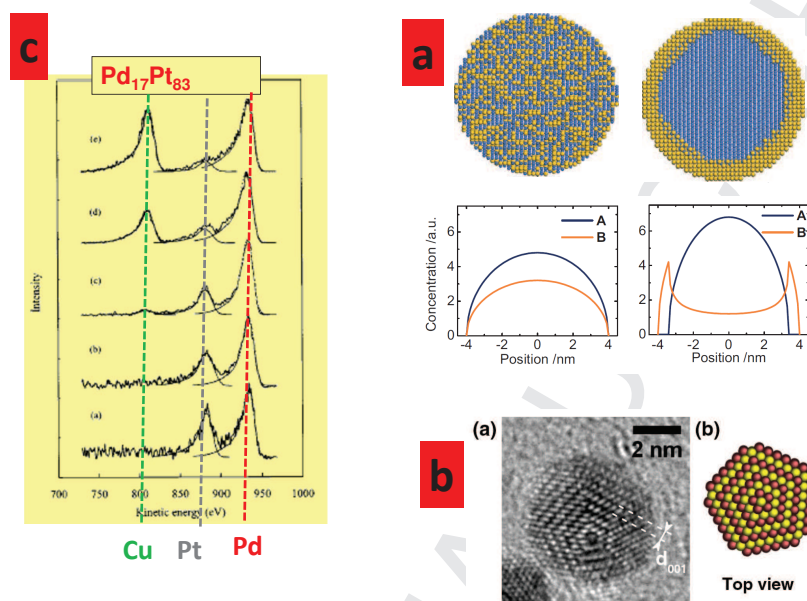 c
Pd17Pt83
(e)
(d)
(c)
(b)
(a)
Intensity
700 750 800 850 900 950 1000
Kinetic energy (eV)
Cu Pt Pd
a
A
B
Concentration /a.u.
6
4
2
0
-4 -2 0 2 4
Position /nm
A
B
6
4
2
0
-4 -2 0 2 4
Position /nm
b
(a)
2 nm
d001
(b)
Top view